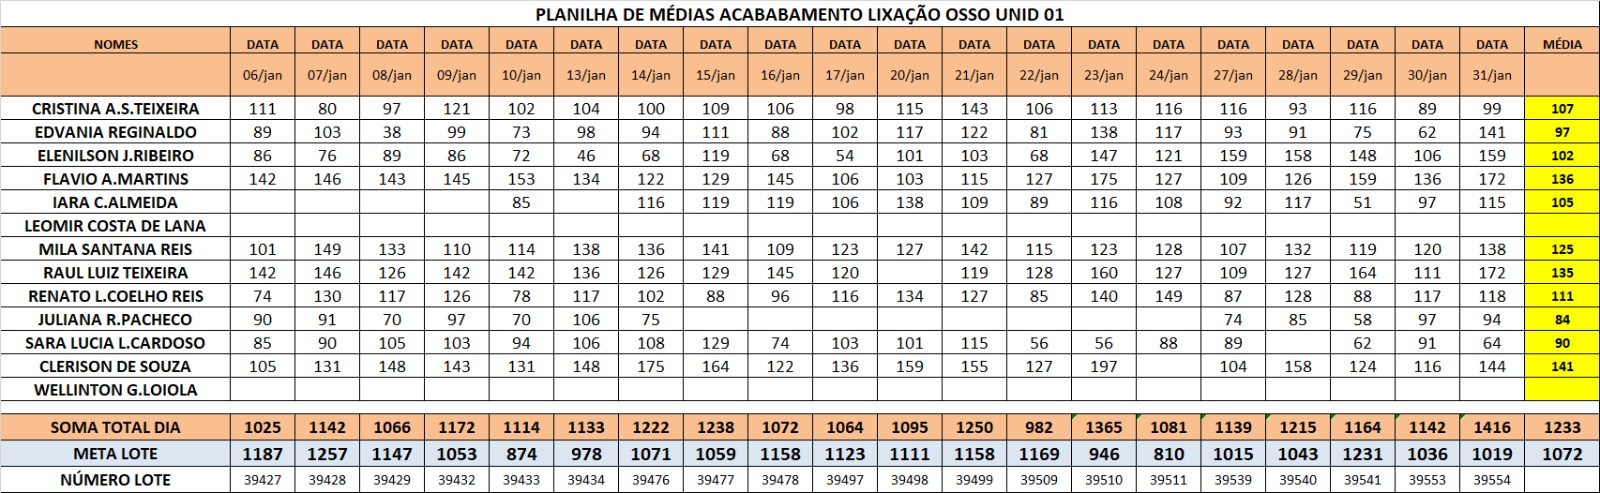 PLANILHA DE MÉDIAS ACABABAMENTO LIXAÇÃO OSSO UNID 01
NOMES DATA DATA DATA DATA DATA DATA DATA DATA DATA DATA DATA DATA DATA DATA DATA DATA DATA DATA DATA DATA MÉDIA
06/jan 07/jan 08/jan 09/jan 10/jan 13/jan 14/jan 15/jan 16/jan 17/jan 20/jan 21/jan 22/jan 23/jan 24/jan 27/jan 28/jan 29/jan 30/jan 31/jan
CRISTINA A.S.TEIXEIRA 111 80 97 121 102 104 100 109 106 98 115 143 106 113 116 116 93 116 89 99 107
EDVANIA REGINALDO 89 103 38 99 73 98 94 111 88 102 117 122 81 138 117 93 91 75 62 141 97
ELENILSON J.RIBEIRO 86 76 89 86 72 46 68 119 68 54 101 103 68 147 121 159 158 148 106 159 102
FLAVIO A.MARTINS 142 146 143 145 153 134 122 129 145 106 103 115 127 175 127 109 126 159 136 172 136
IARA C.ALMEIDA 85 116 119 119 106 138 109 89 116 108 92 117 51 97 115 105
LEOMIR COSTA DE LANA
MILA SANTANA REIS 101 149 133 110 114 138 136 141 109 123 127 142 115 123 128 107 132 119 120 138 125
RAUL LUIZ TEIXEIRA 142 146 126 142 142 136 126 129 145 120 119 128 160 127 109 127 164 111 172 135
RENATO L.COELHO REIS 74 130 117 126 78 117 102 88 96 116 134 127 85 140 149 87 128 88 117 118 111
JULIANA R.PACHECO 90 91 70 97 70 106 75 74 85 58 97 94 84
SARA LUCIA L.CARDOSO 85 90 105 103 94 106 108 129 74 103 101 115 56 56 88 89 62 91 64 90
CLERISON DE SOUZA 105 131 148 143 131 148 175 164 122 136 159 155 127 197 104 158 124 116 144 141
WELLINTON G.LOIOLA
SOMA TOTAL DIA 1025 1142 1066 1172 1114 1133 1222 1238 1072 1064 1095 1250 982 1365 1081 1139 1215 1164 1142 1416 1233
META LOTE 1187 1257 1147 1053 874 978 1071 1059 1158 1123 1111 1158 1169 946 810 1015 1043 1231 1036 1019 1072
NÚMERO LOTE 39427 39428 39429 39432 39433 39434 39476 39477 39478 39497 39498 39499 39509 39510 39511 39539 39540 39541 39553 39554